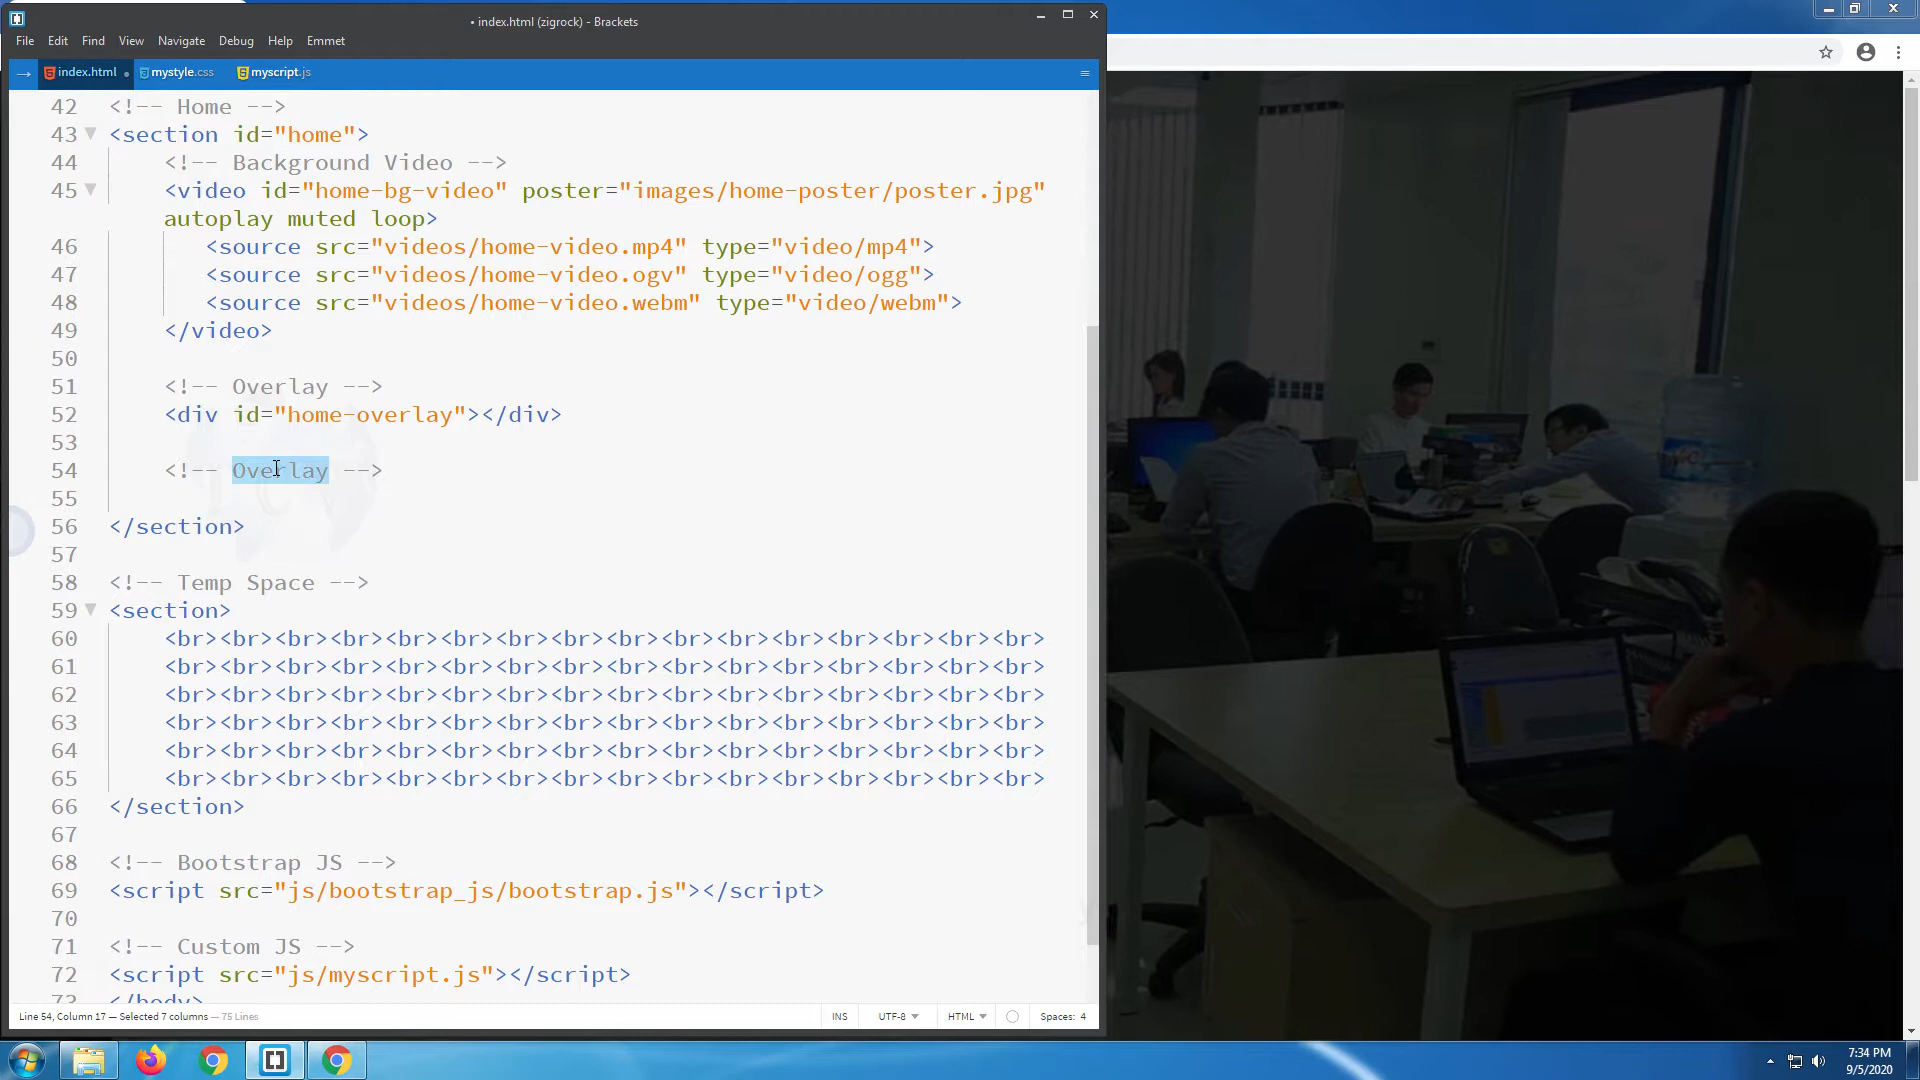 • index.html (zigrock) - Brackets
File Edit Find View Navigate Debug Help Emmet
index.html • mystyle.css myscript.js
42 <!-- Home -->
43 <section id="home">
44 <!-- Background Video -->
45 <video id="home-bg-video" poster="images/home-poster/poster.jpg"
autoplay muted loop>
46 <source src="videos/home-video.mp4" type="video/mp4">
47 <source src="videos/home-video.ogv" type="video/ogg">
48 <source src="videos/home-video.webm" type="video/webm">
49 </video>
50
51 <!-- Overlay -->
52 <div id="home-overlay"></div>
53
54 <!-- Overlay -->
55
56 </section>
57
58 <!-- Temp Space -->
59 <section>
60 <br><br><br><br><br><br><br><br><br><br><br><br><br><br><br><br>
61 <br><br><br><br><br><br><br><br><br><br><br><br><br><br><br><br>
62 <br><br><br><br><br><br><br><br><br><br><br><br><br><br><br><br>
63 <br><br><br><br><br><br><br><br><br><br><br><br><br><br><br><br>
64 <br><br><br><br><br><br><br><br><br><br><br><br><br><br><br><br>
65 <br><br><br><br><br><br><br><br><br><br><br><br><br><br><br><br>
66 </section>
67
68 <!-- Bootstrap JS -->
69 <script src="js/bootstrap_js/bootstrap.js"></script>
70
71 <!-- Custom JS -->
72 <script src="js/myscript.js"></script>
73 </body>
Line 54, Column 17 — Selected 7 columns — 75 Lines
INS UTF-8 HTML Spaces: 4
7:34 PM
9/5/2020